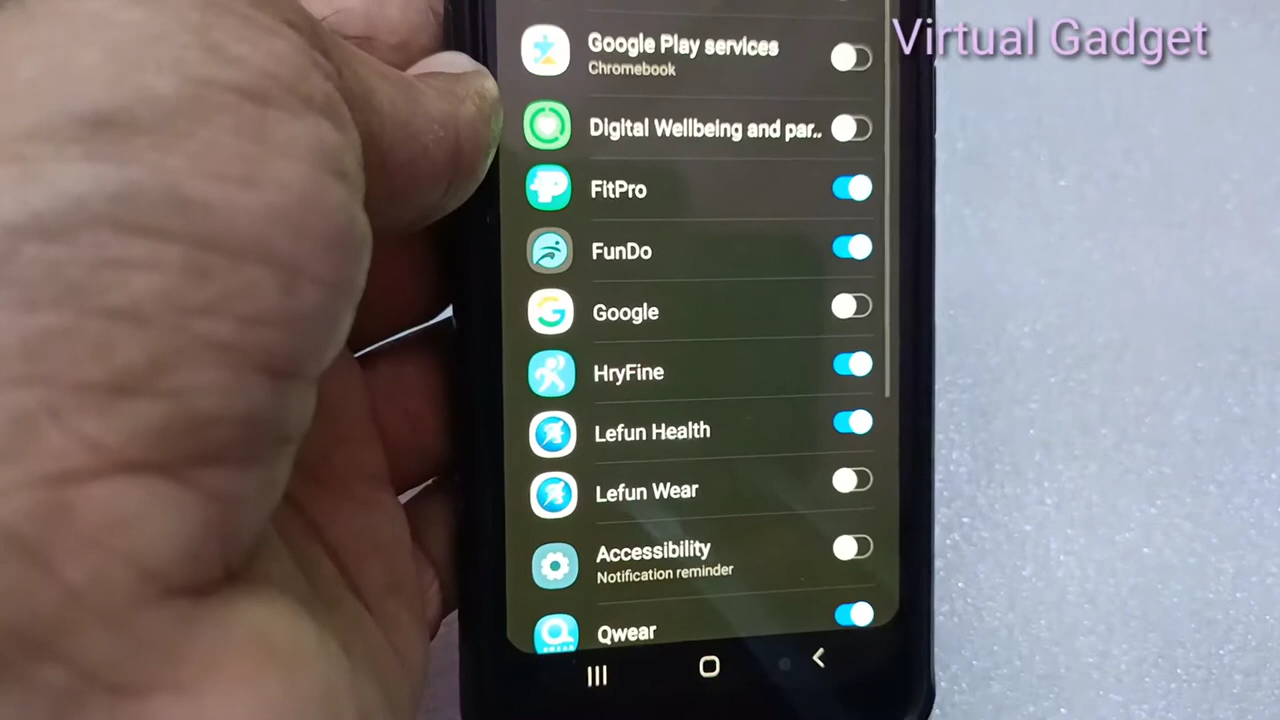 Virtual Gadget
Google Play services
Chromebook
Digital Wellbeing and par..
FitPro
FunDo
Google
HryFine
Lefun Health
Lefun Wear
Accessibility
Notification reminder
Qwear